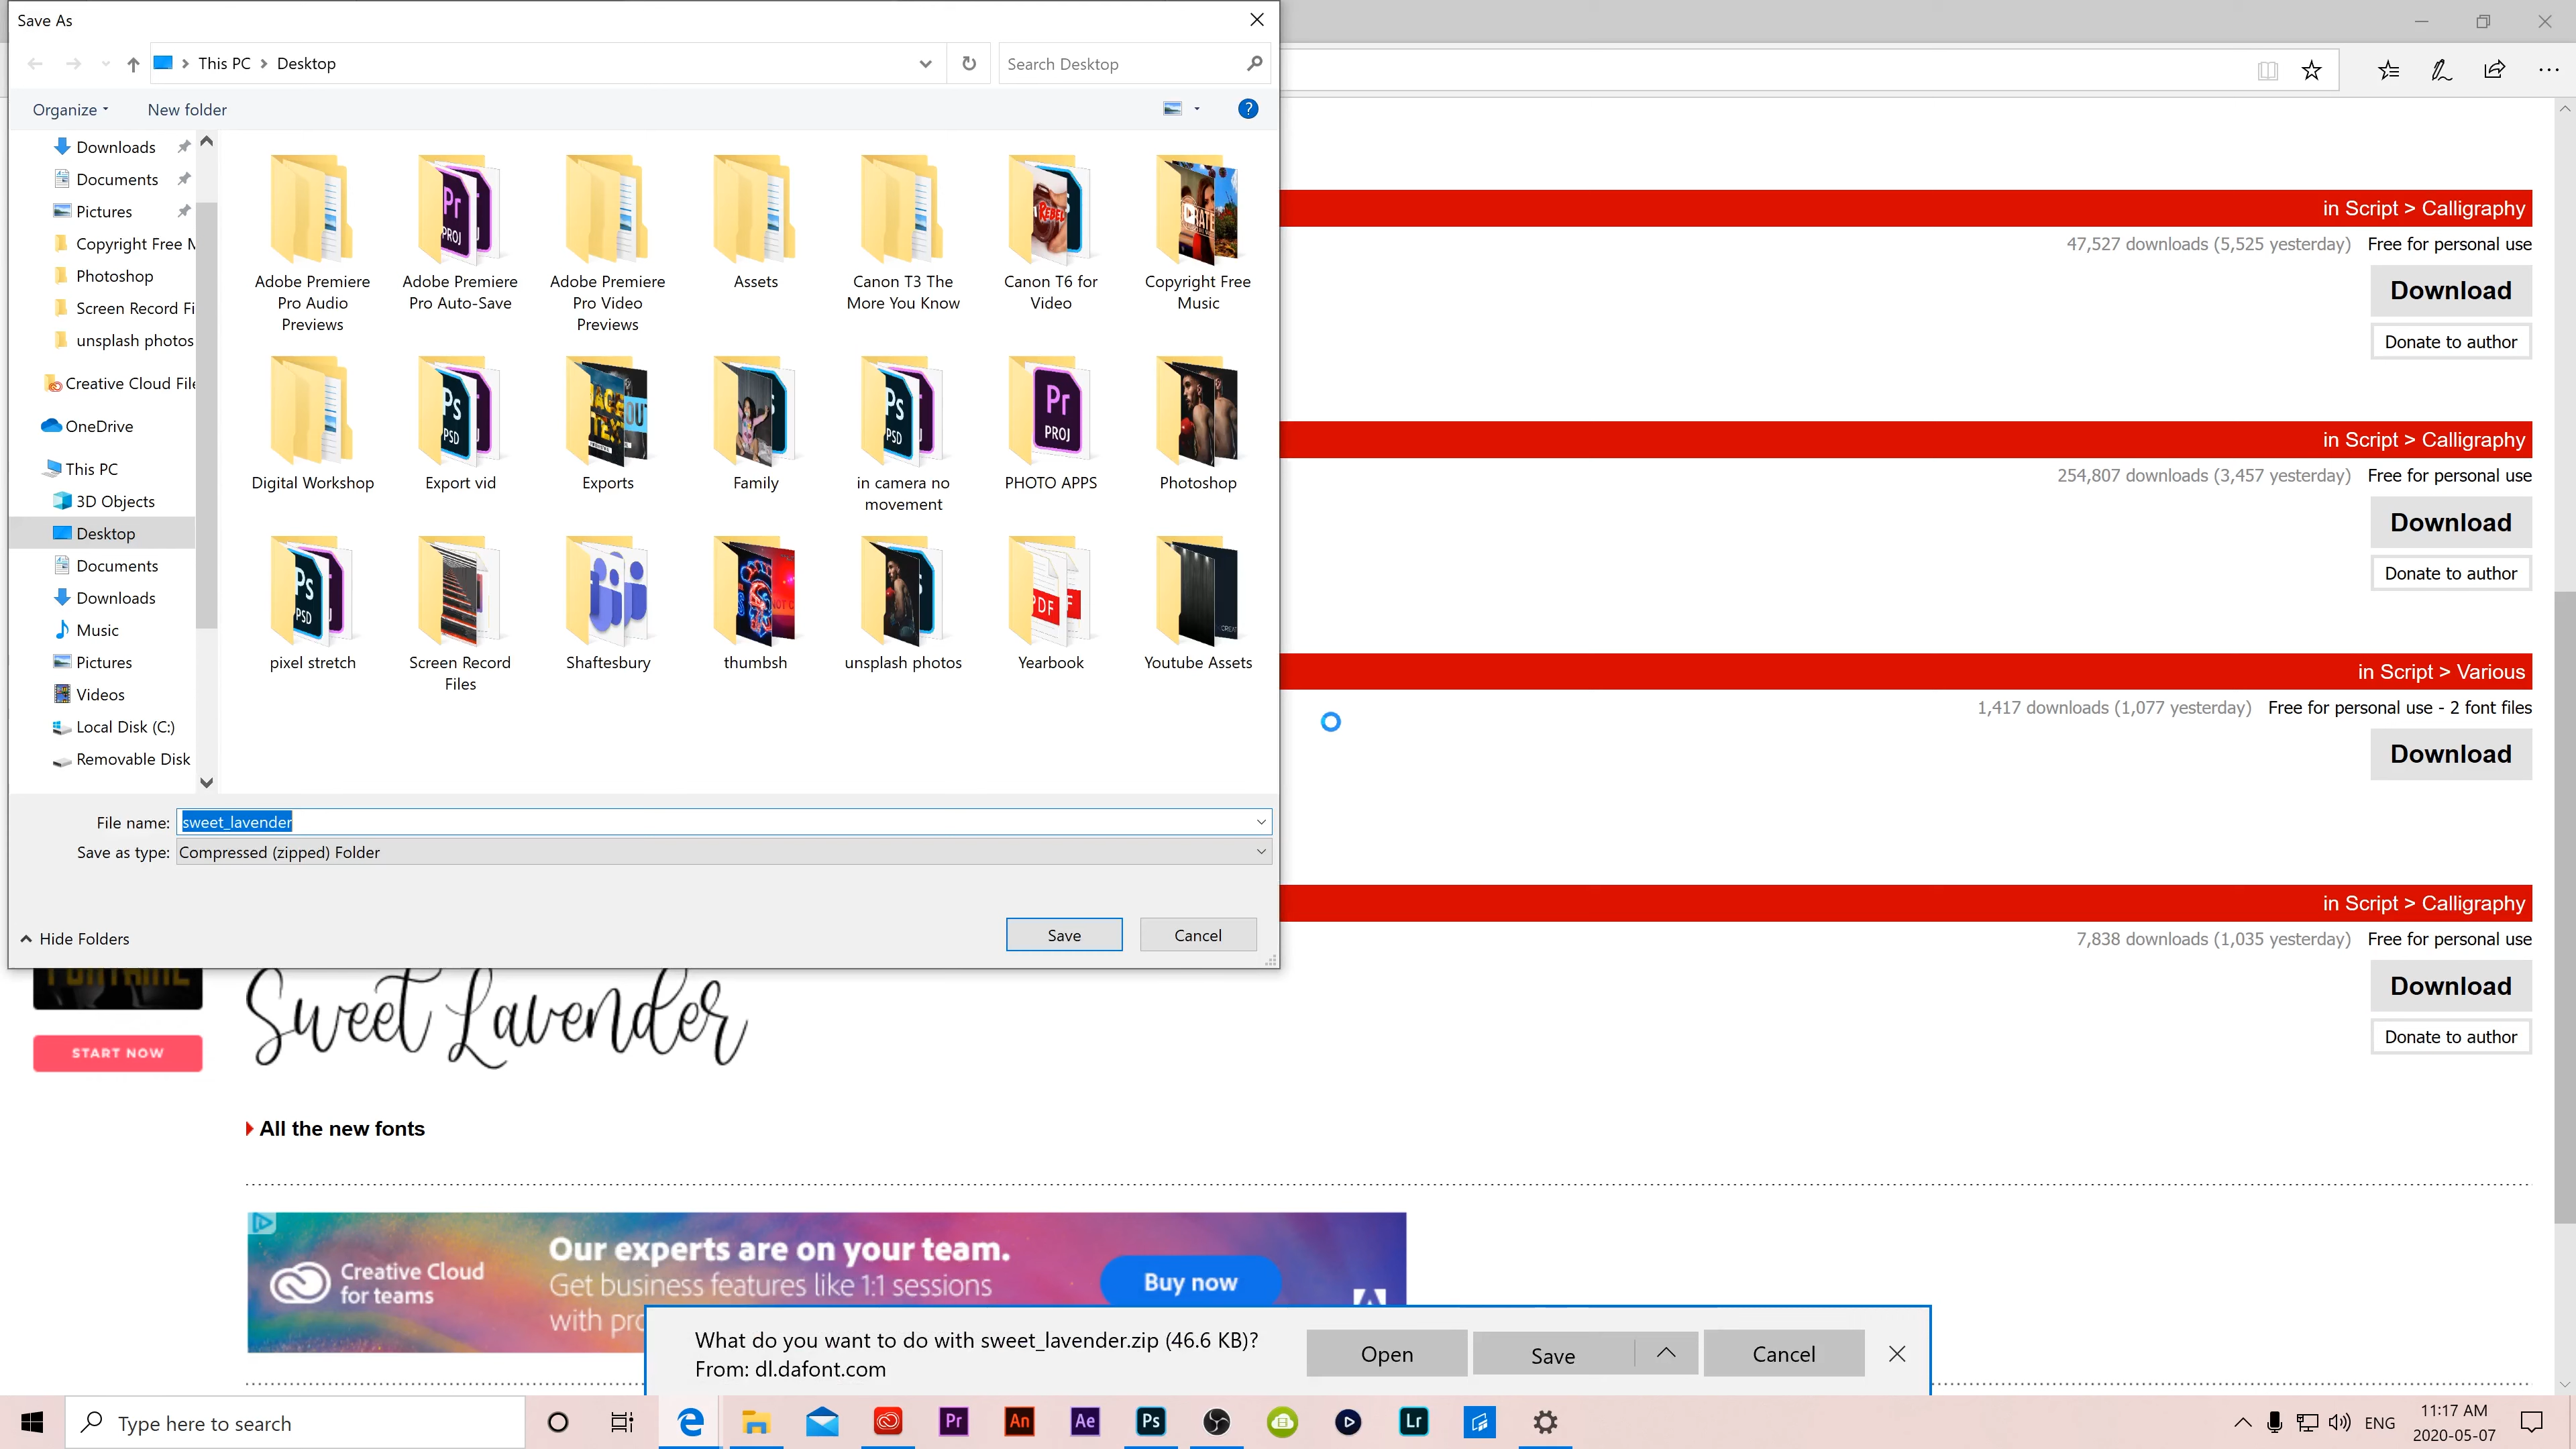 Save As
This PC > Desktop
Search Desktop
Organize
New folder
Downloads
Documents
Pictures
Copyright Free M
Photoshop
Screen Record Fi
unsplash photos
Creative Cloud File
OneDrive
This PC
3D Objects
Desktop
Documents
Downloads
Music
Pictures
Videos
Local Disk (C:)
Removable Disk
Adobe Premiere Pro Audio Previews
Adobe Premiere Pro Auto-Save
Adobe Premiere Pro Video Previews
Assets
Canon T3 The More You Know
Canon T6 for Video
Copyright Free Music
Digital Workshop
Export vid
Exports
Family
in camera no movement
PHOTO APPS
Photoshop
pixel stretch
Screen Record Files
Shaftesbury
thumbsh
unsplash photos
Yearbook
Youtube Assets
File name: sweet_lavender
Save as type: Compressed (zipped) Folder
Hide Folders
Save
Cancel
in Script > Calligraphy
47,527 downloads (5,525 yesterday) Free for personal use
Download
Donate to author
in Script > Calligraphy
254,807 downloads (3,457 yesterday) Free for personal use
Download
Donate to author
in Script > Various
1,417 downloads (1,077 yesterday) Free for personal use - 2 font files
Download
in Script > Calligraphy
7,838 downloads (1,035 yesterday) Free for personal use
Download
Donate to author
START NOW
Sweet Lavender
All the new fonts
Creative Cloud for teams
Our experts are on your team.
Get business features like 1:1 sessions
with pro
Buy now
What do you want to do with sweet_lavender.zip (46.6 KB)?
From: dl.dafont.com
Open
Save
Cancel
Type here to search
Pr
An
Ae
Ps
Lr
ENG
11:17 AM
2020-05-07